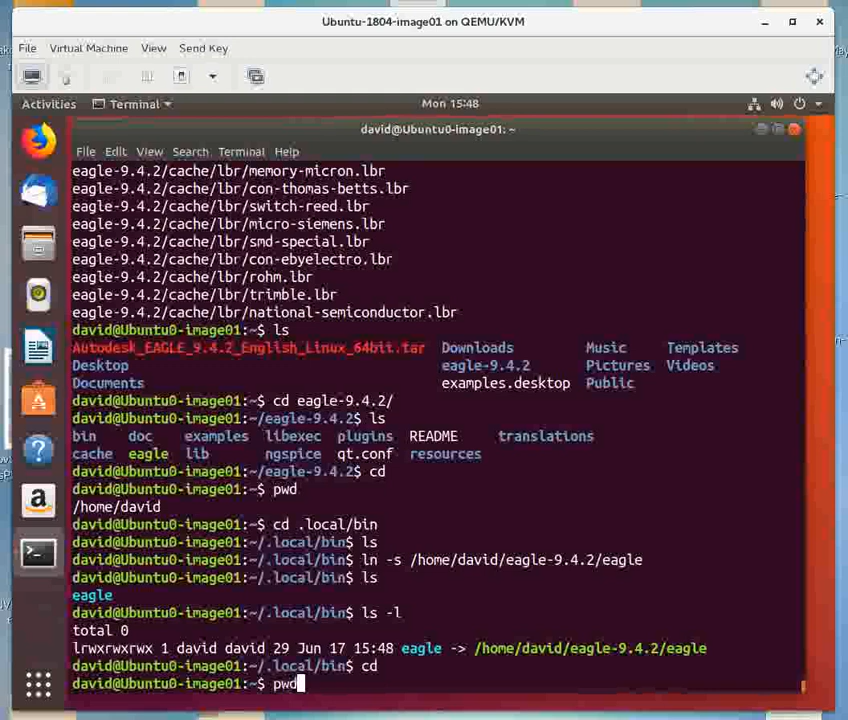 Ubuntu-1804-image01 on QEMU/KVM
File Virtual Machine View Send Key
Activities Terminal Mon 15:48
david@Ubuntu0-image01: ~
File Edit View Search Terminal Help
eagle-9.4.2/cache/lbr/memory-micron.lbr
eagle-9.4.2/cache/lbr/con-thomas-betts.lbr
eagle-9.4.2/cache/lbr/switch-reed.lbr
eagle-9.4.2/cache/lbr/micro-siemens.lbr
eagle-9.4.2/cache/lbr/smd-special.lbr
eagle-9.4.2/cache/lbr/con-ebyelectro.lbr
eagle-9.4.2/cache/lbr/rohm.lbr
eagle-9.4.2/cache/lbr/trimble.lbr
eagle-9.4.2/cache/lbr/national-semiconductor.lbr
david@Ubuntu0-image01:~$ ls
Autodesk_EAGLE_9.4.2_English_Linux_64bit.tar Downloads Music Templates
Desktop eagle-9.4.2 Pictures Videos
Documents examples.desktop Public
david@Ubuntu0-image01:~$ cd eagle-9.4.2/
david@Ubuntu0-image01:~/eagle-9.4.2$ ls
bin doc examples libexec plugins README translations
cache eagle lib ngspice qt.conf resources
david@Ubuntu0-image01:~/eagle-9.4.2$ cd
david@Ubuntu0-image01:~$ pwd
/home/david
david@Ubuntu0-image01:~$ cd .local/bin
david@Ubuntu0-image01:~/.local/bin$ ls
david@Ubuntu0-image01:~/.local/bin$ ln -s /home/david/eagle-9.4.2/eagle
david@Ubuntu0-image01:~/.local/bin$ ls
eagle
david@Ubuntu0-image01:~/.local/bin$ ls -l
total 0
lrwxrwxrwx 1 david david 29 Jun 17 15:48 eagle -> /home/david/eagle-9.4.2/eagle
david@Ubuntu0-image01:~/.local/bin$ cd
david@Ubuntu0-image01:~$ pwd